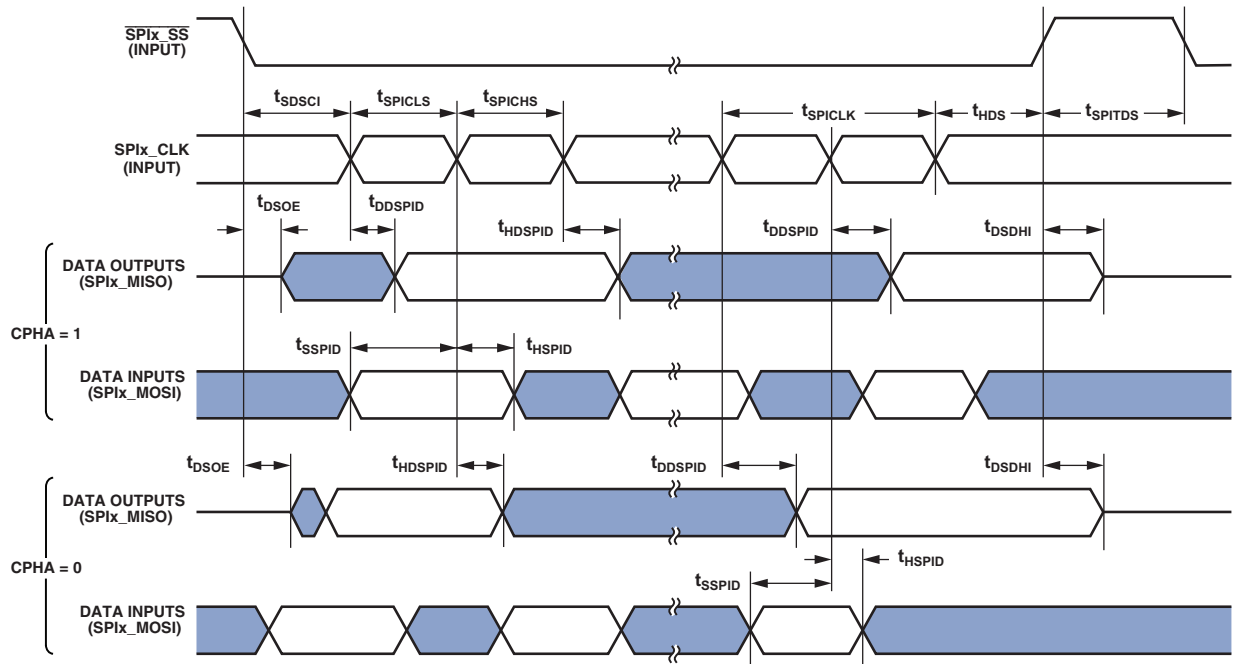 SPIx_SS
(INPUT)
tSDSCI tSPICLS tSPICHS tSPICLK tHDS tSPITDS
SPIx_CLK
(INPUT)
tDSOE tDDSPID tHDSPID tDDSPID tDSDHI
DATA OUTPUTS
(SPIx_MISO)
CPHA = 1
tSSPID tHSPID
DATA INPUTS
(SPIx_MOSI)
tDSOE tHDSPID tDDSPID tDSDHI
DATA OUTPUTS
(SPIx_MISO)
CPHA = 0
tSSPID tHSPID
DATA INPUTS
(SPIx_MOSI)